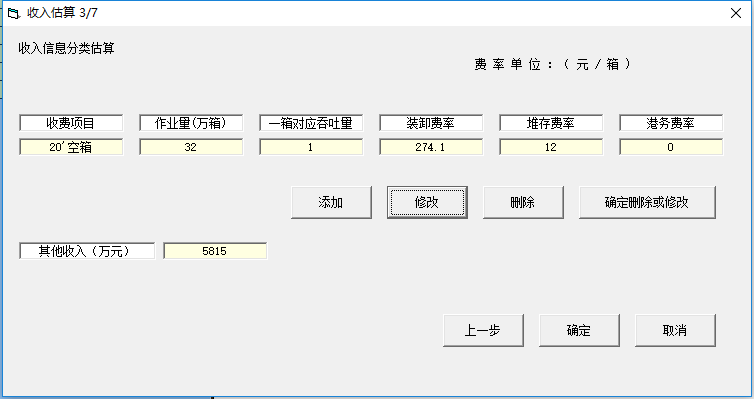 收入估算 3/7
收入信息分类估算
费 率 单 位 ：（ 元 / 箱 ）
收费项目 作业量(万箱) 一箱对应吞吐量 装卸费率 堆存费率 港务费率
20'空箱 32 1 274.1 12 0
添加 修改 删除 确定删除或修改
其他收入（万元） 5815
上一步 确定 取消